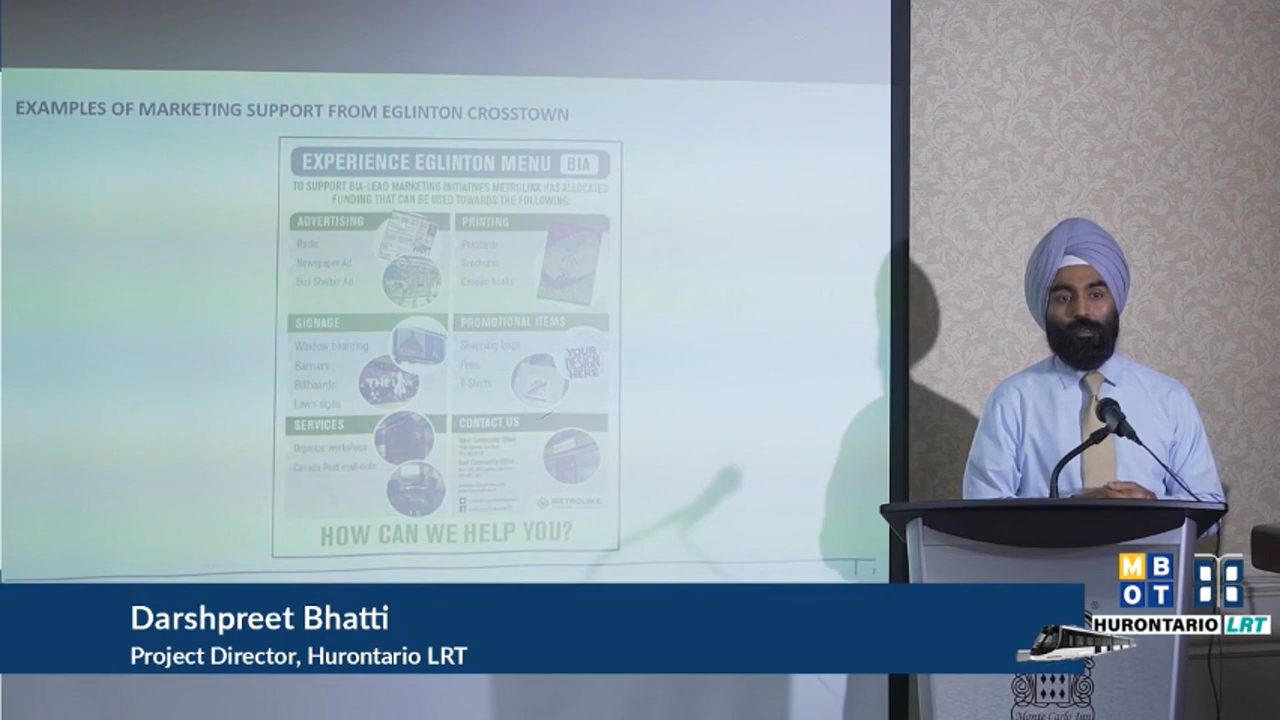 EXAMPLES OF MARKETING SUPPORT FROM EGLINTON CROSSTOWN
EXPERIENCE EGLINTON MENU BIA
TO SUPPORT BIA-LEAD MARKETING INITIATIVES METROLINX HAS ALLOCATED
FUNDING THAT CAN BE USED TOWARDS THE FOLLOWING:
ADVERTISING
Radio
Newspaper Ad
Bus Shelter Ad
PRINTING
Postcards
Brochures
Coupon books
SIGNAGE
Window hoarding
Banners
Billboards
Lawn signs
PROMOTIONAL ITEMS
Shopping bags
Pens
T-Shirts
YOUR
DESIGN
HERE
SERVICES
Organize workshops
Canada Post mail-outs
CONTACT US
METROLINX
HOW CAN WE HELP YOU?
7
Darshpreet Bhatti
Project Director, Hurontario LRT
MBOT
HURONTARIO LRT
Monte Carlo Inn